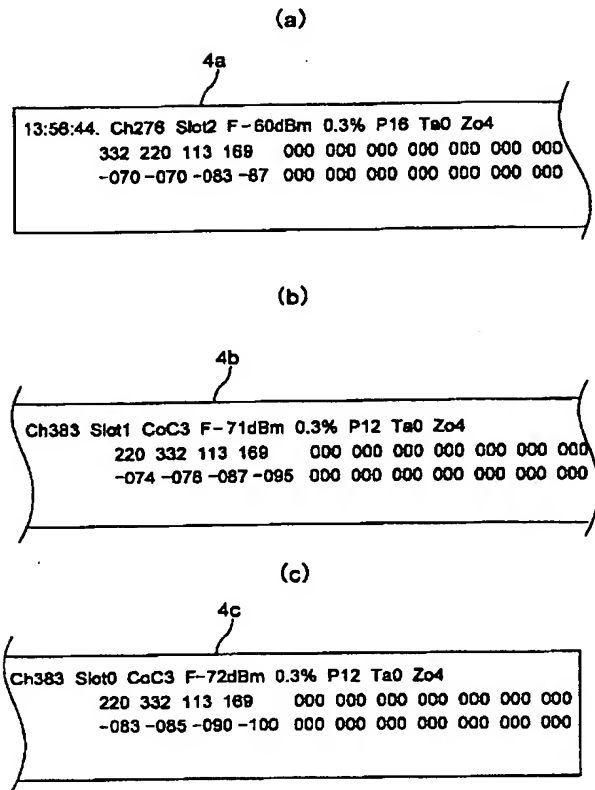 (a)
4a
13:56:44. Ch276 Slot2 F-60dBm 0.3% P16 Ta0 Zo4
332 220 113 169 000 000 000 000 000 000 000
-070 -070 -083 -87 000 000 000 000 000 000 000
(b)
4b
Ch383 Slot1 CoC3 F-71dBm 0.3% P12 Ta0 Zo4
220 332 113 169 000 000 000 000 000 000 000
-074 -078 -087 -095 000 000 000 000 000 000 000
(c)
4c
Ch383 Slot0 CoC3 F-72dBm 0.3% P12 Ta0 Zo4
220 332 113 169 000 000 000 000 000 000 000
-083 -085 -090 -100 000 000 000 000 000 000 000